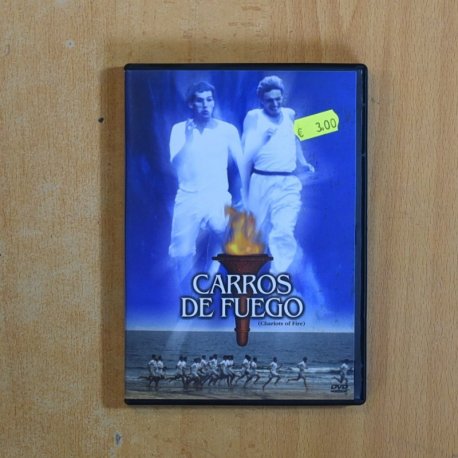 € 3,00
CARROS
DE FUEGO
(Chariots of Fire)
DVD